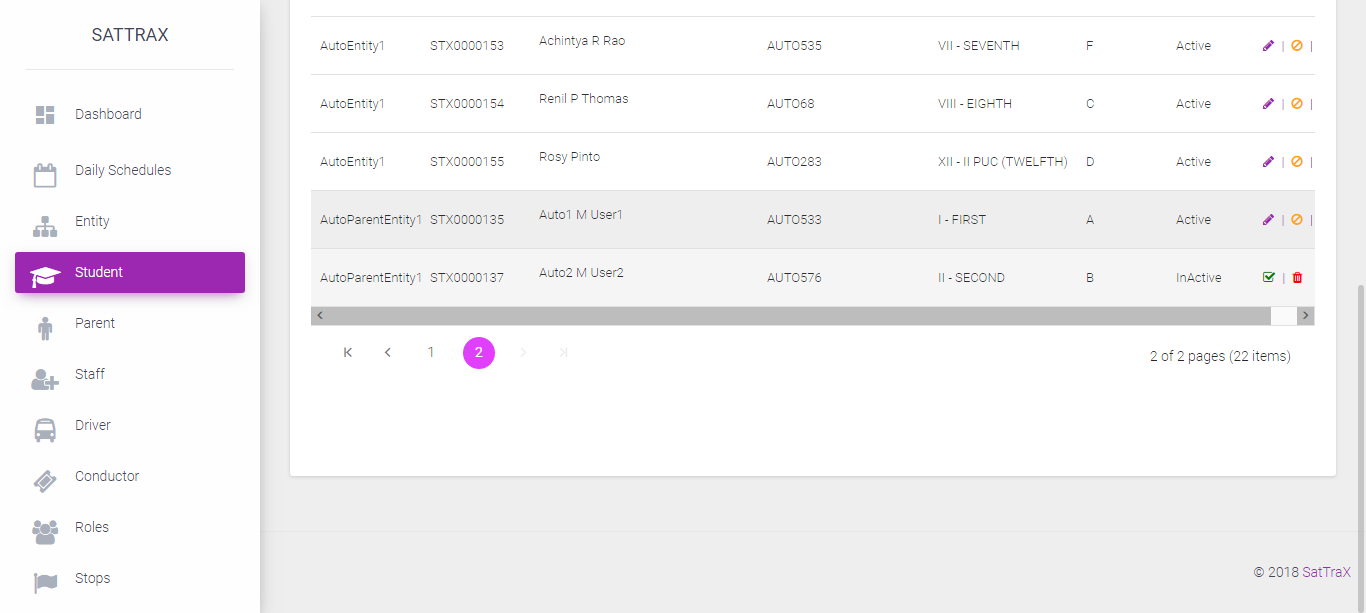 SATTRAX
Dashboard
Daily Schedules
Entity
Student
Parent
Staff
Driver
Conductor
Roles
Stops
AutoEntity1 STX0000153 Achintya R Rao AUTO535 VII - SEVENTH F Active | |
AutoEntity1 STX0000154 Renil P Thomas AUTO68 VIII - EIGHTH C Active | |
AutoEntity1 STX0000155 Rosy Pinto AUTO283 XII - II PUC (TWELFTH) D Active | |
AutoParentEntity1 STX0000135 Auto1 M User1 AUTO533 I - FIRST A Active | |
AutoParentEntity1 STX0000137 Auto2 M User2 AUTO576 II - SECOND B InActive |
1 2
2 of 2 pages (22 items)
© 2018 SatTraX